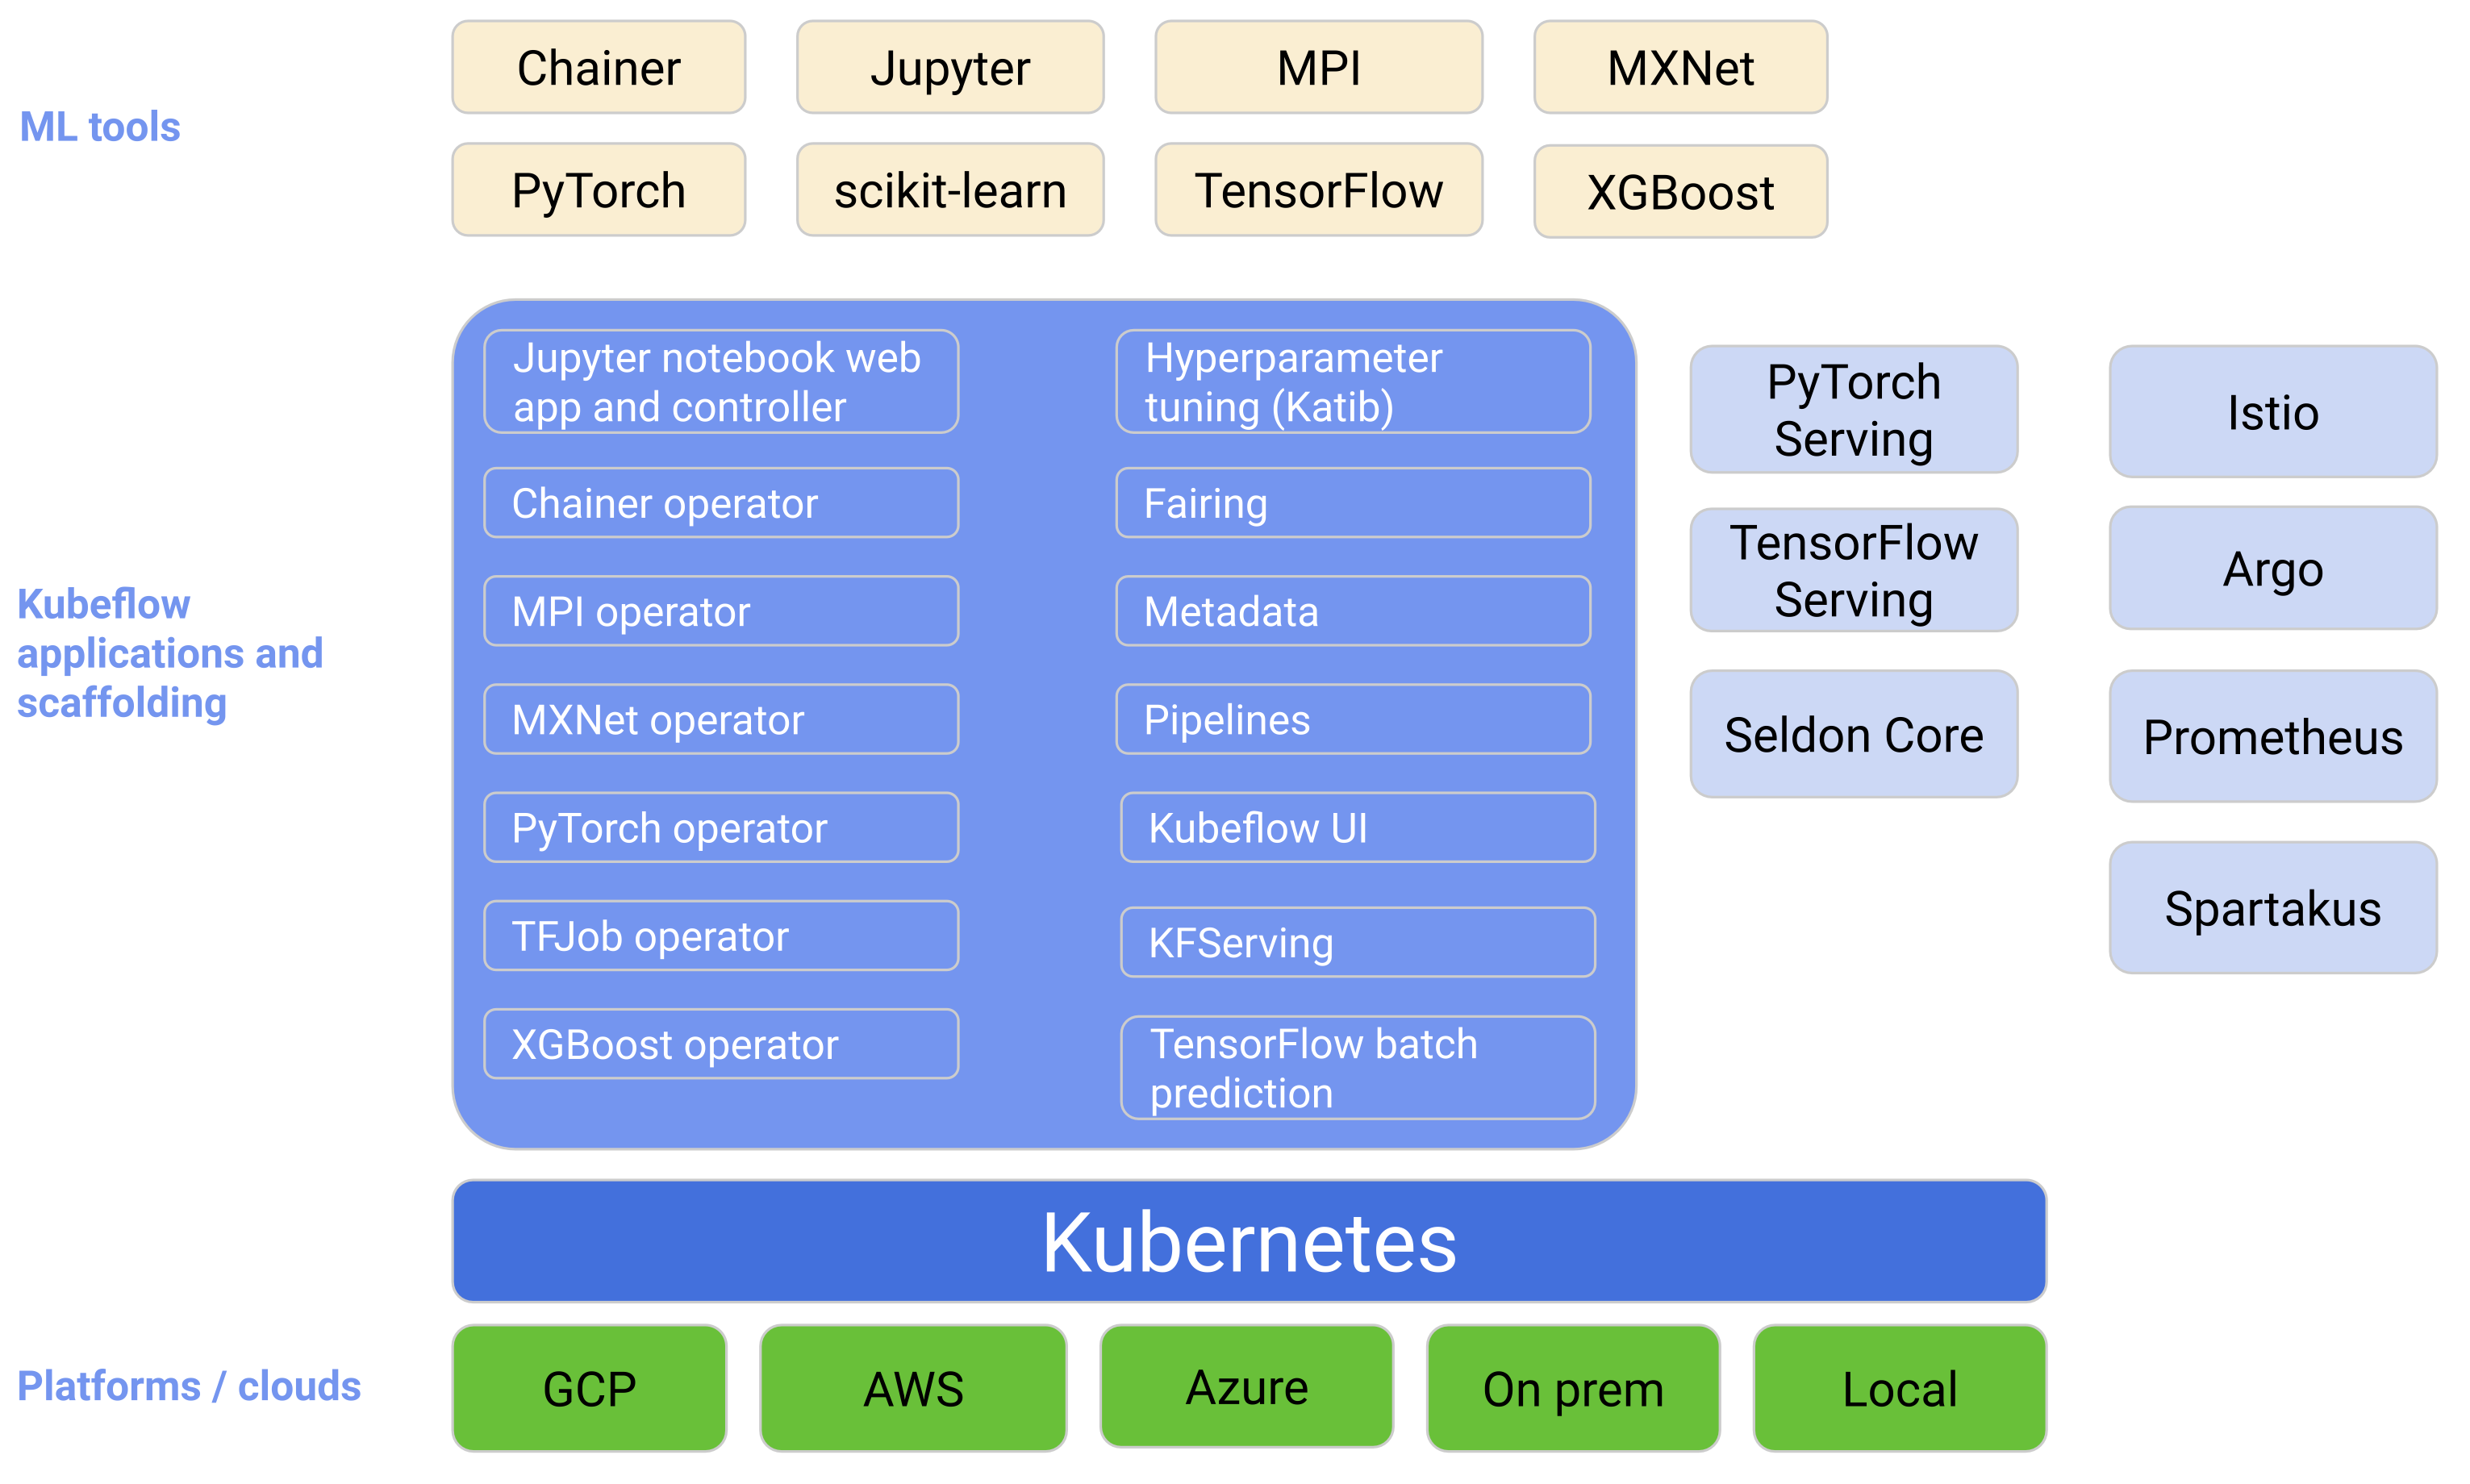 Chainer
Jupyter
MPI
MXNet
ML tools
PyTorch
scikit-learn
TensorFlow
XGBoost
Kubeflow
applications and
scaffolding
Jupyter notebook web
app and controller
Chainer operator
MPI operator
MXNet operator
PyTorch operator
TFJob operator
XGBoost operator
Hyperparameter
tuning (Katib)
Fairing
Metadata
Pipelines
Kubeflow UI
KFServing
TensorFlow batch
prediction
PyTorch
Serving
TensorFlow
Serving
Seldon Core
Istio
Argo
Prometheus
Spartakus
Kubernetes
Platforms / clouds
GCP
AWS
Azure
On prem
Local